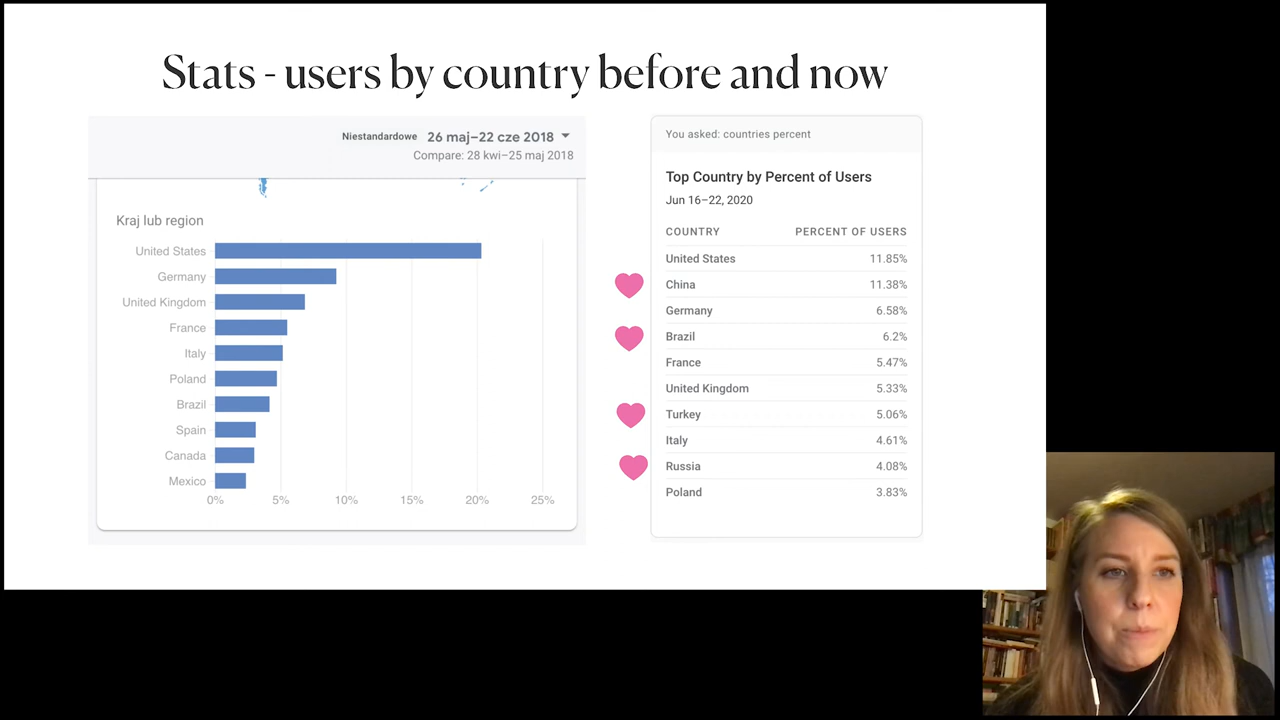 Stats - users by country before and now
Niestandardowe 26 maj–22 cze 2018
Compare: 28 kwi–25 maj 2018
Kraj lub region
United States
Germany
United Kingdom
France
Italy
Poland
Brazil
Spain
Canada
Mexico
0% 5% 10% 15% 20% 25%
You asked: countries percent
Top Country by Percent of Users
Jun 16–22, 2020
COUNTRY PERCENT OF USERS
United States 11.85%
China 11.38%
Germany 6.58%
Brazil 6.2%
France 5.47%
United Kingdom 5.33%
Turkey 5.06%
Italy 4.61%
Russia 4.08%
Poland 3.83%